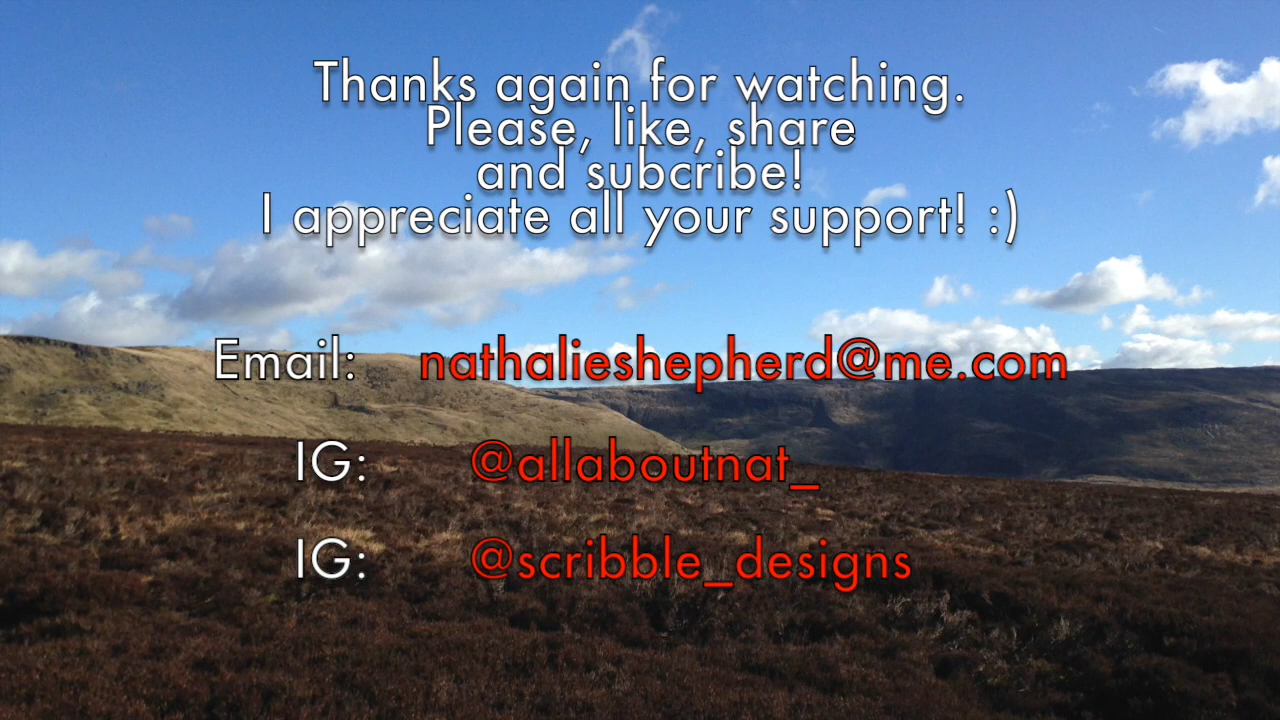 Thanks again for watching.
Please, like, share
and subcribe!
I appreciate all your support! :)
Email: nathalieshepherd@me.com
IG: @allaboutnat_
IG: @scribble_designs